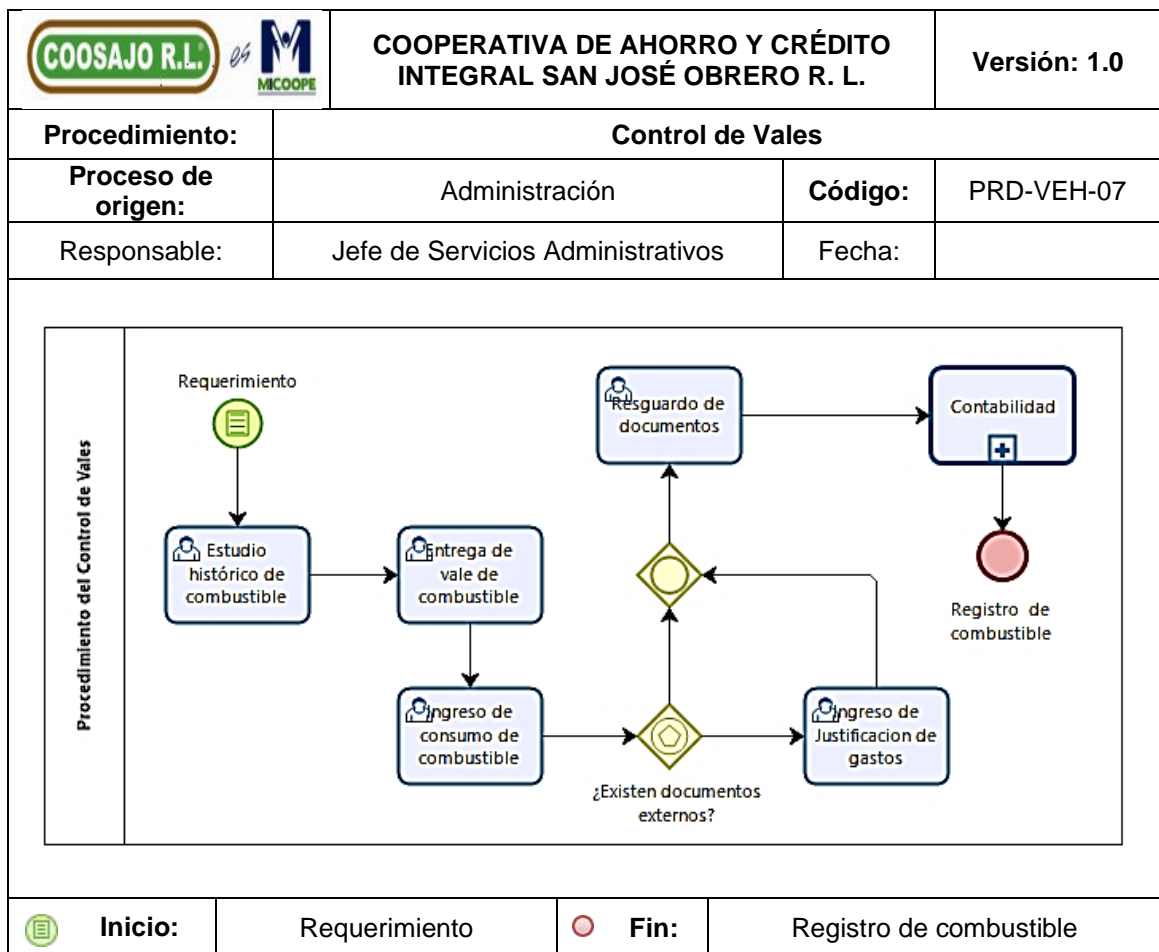 COOSAJO R.L.® es MICOOPE
COOPERATIVA DE AHORRO Y CRÉDITO
INTEGRAL SAN JOSÉ OBRERO R. L.
Versión: 1.0
Procedimiento:
Control de Vales
Proceso de
origen:
Administración
Código:
PRD-VEH-07
Responsable:
Jefe de Servicios Administrativos
Fecha:
Procedimiento del Control de Vales
Requerimiento
Estudio
histórico de
combustible
Entrega de
vale de
combustible
Ingreso de
consumo de
combustible
¿Existen documentos
externos?
Ingreso de
Justificacion de
gastos
Resguardo de
documentos
Contabilidad
Registro de
combustible
Inicio:
Requerimiento
Fin:
Registro de combustible